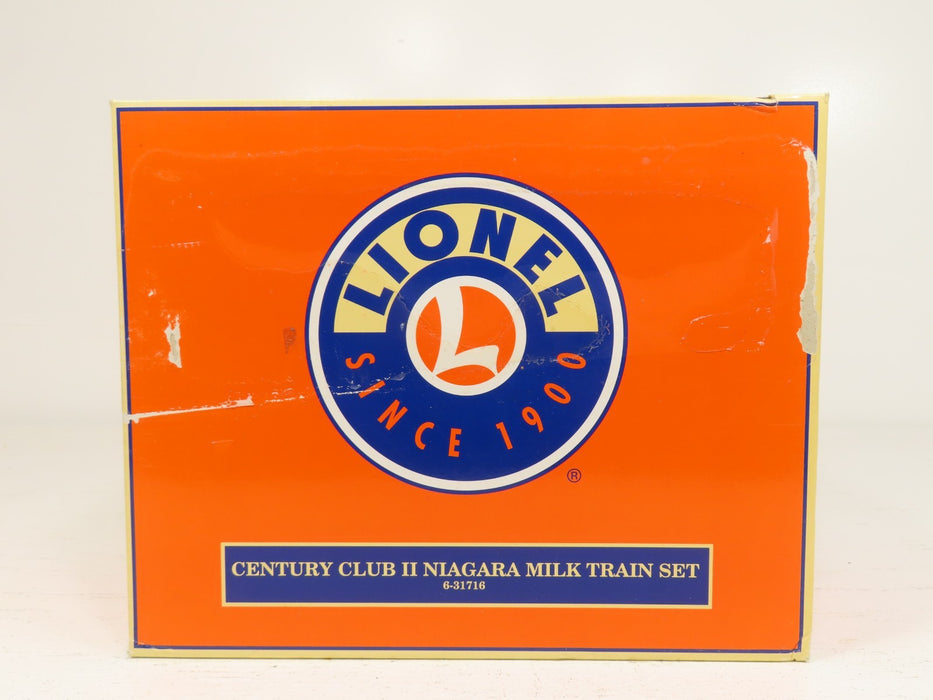 LIONEL
L
SINCE 1900
®
CENTURY CLUB II NIAGARA MILK TRAIN SET
6-31716